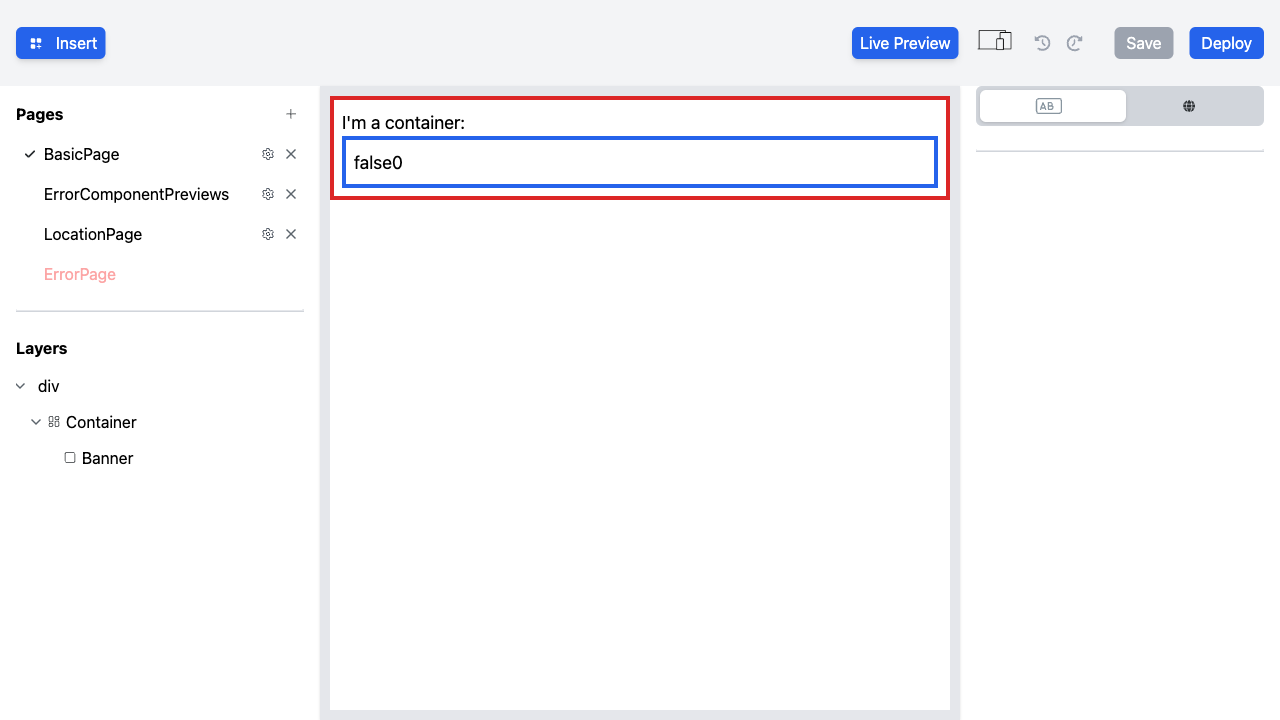 Insert
Live Preview
Save
Deploy
Pages
BasicPage
ErrorComponentPreviews
LocationPage
ErrorPage
Layers
div
Container
Banner
I'm a container:
false0
AB